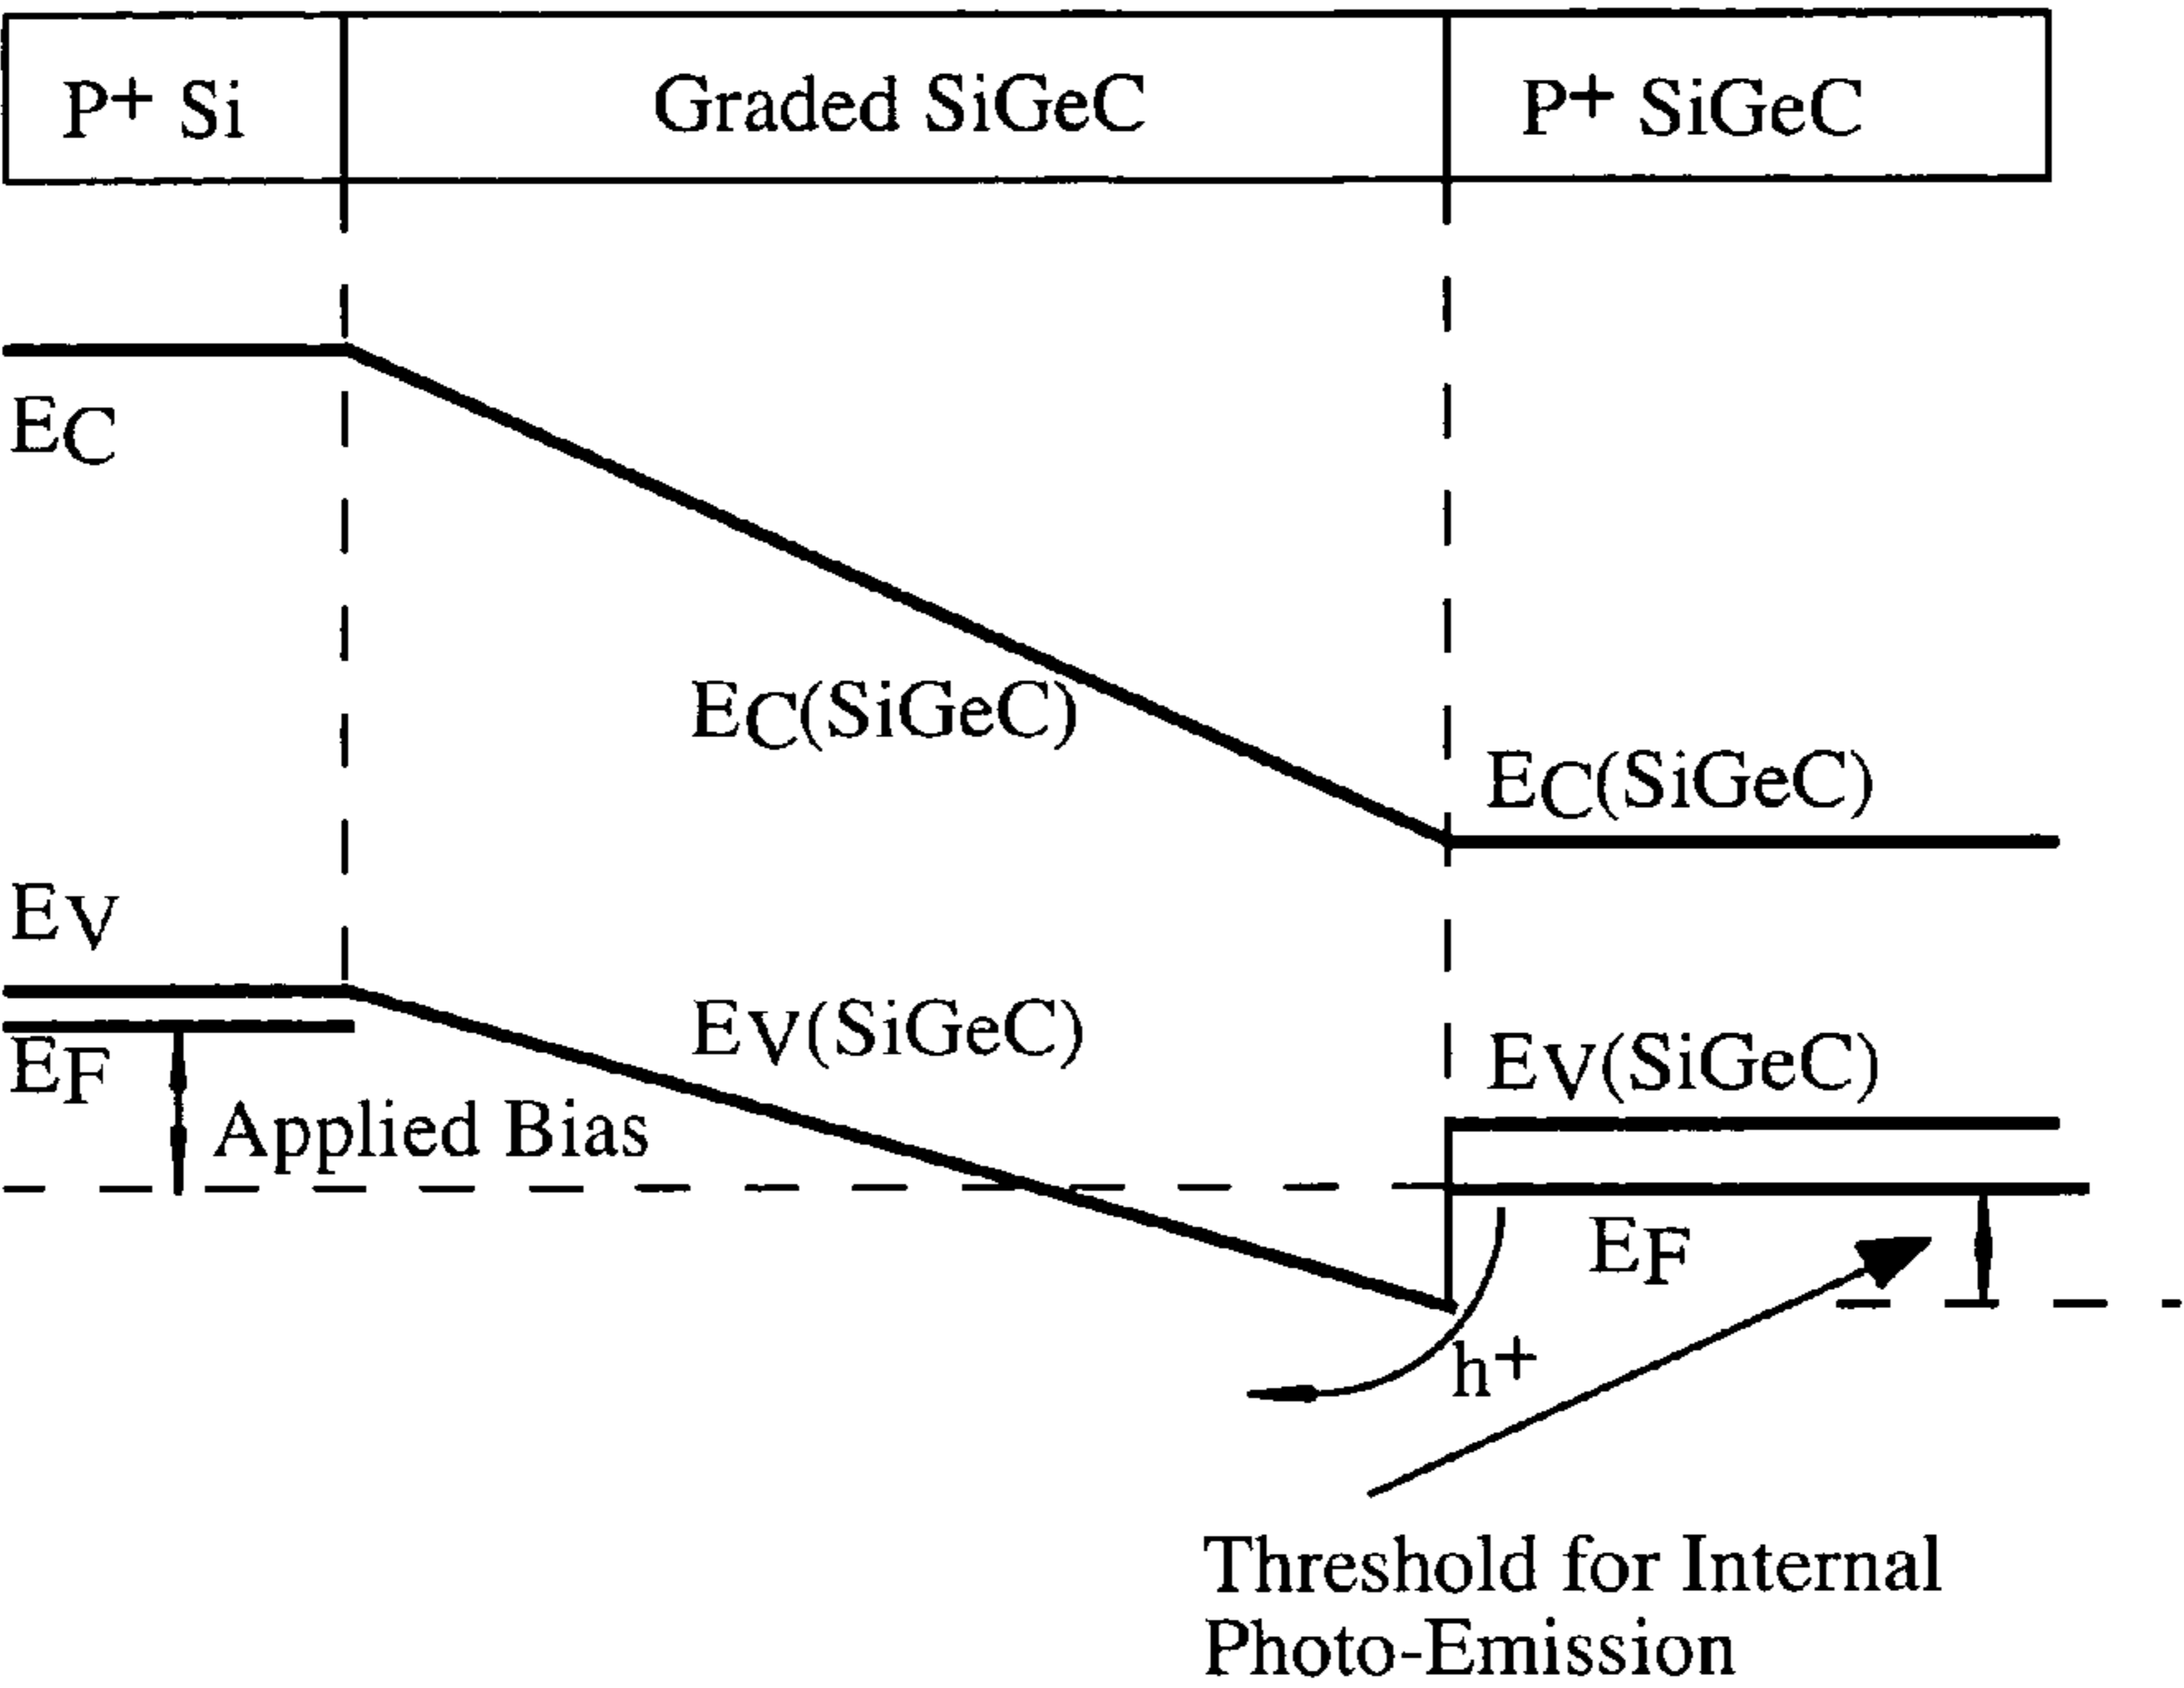 P+ Si
Graded SiGeC
P+ SiGeC
EC
EC(SiGeC)
EC(SiGeC)
EV
EV(SiGeC)
EV(SiGeC)
EF
Applied Bias
EF
h+
Threshold for Internal
Photo-Emission